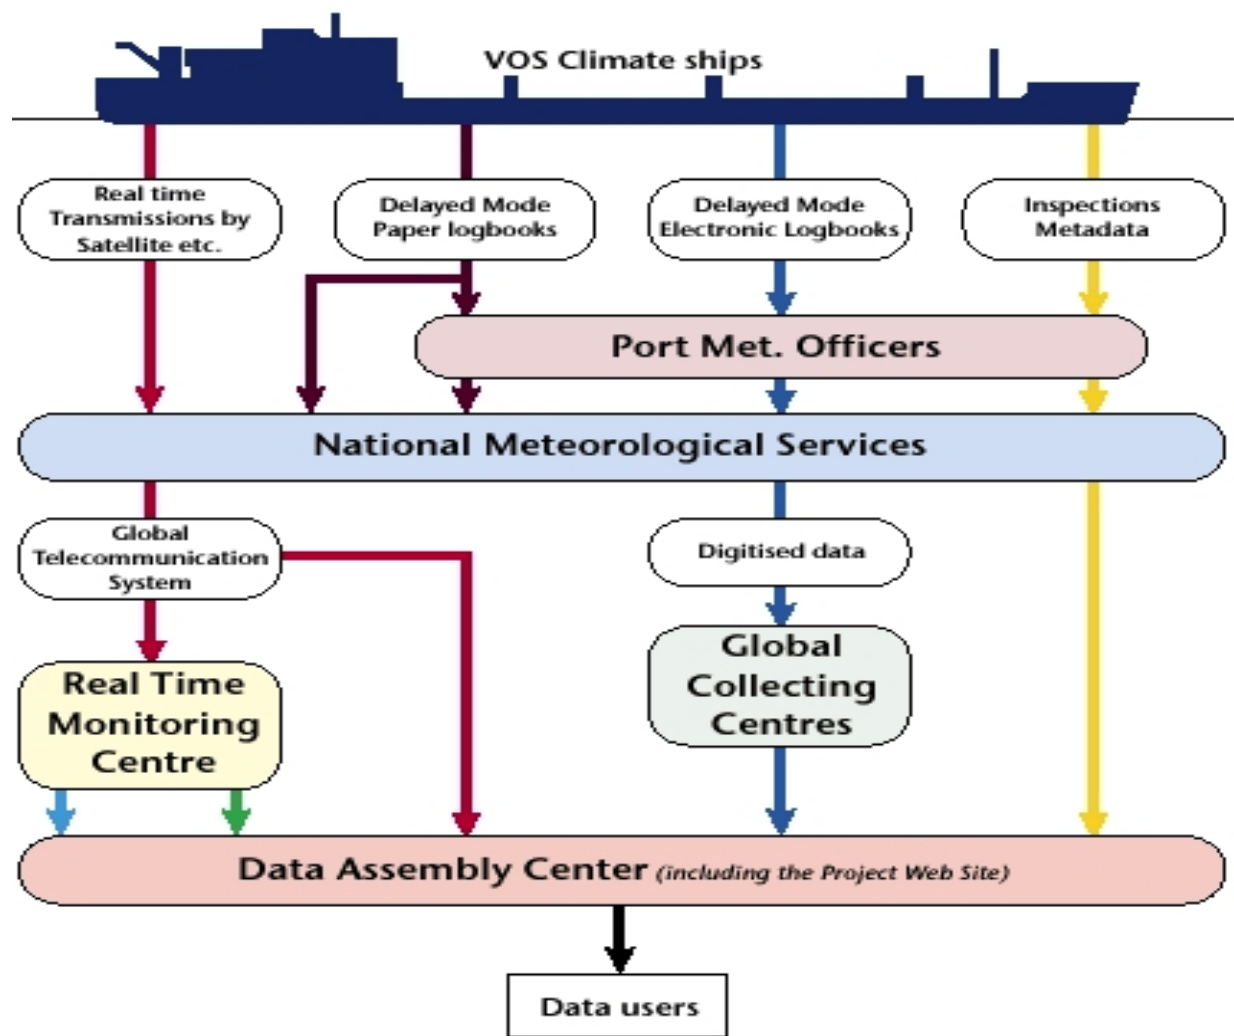 VOS Climate ships
Real time
Transmissions by
Satellite etc.
Delayed Mode
Paper logbooks
Delayed Mode
Electronic Logbooks
Inspections
Metadata
Port Met. Officers
National Meteorological Services
Global
Telecommunication
System
Digitised data
Real Time
Monitoring
Centre
Global
Collecting
Centres
Data Assembly Center (including the Project Web Site)
Data users